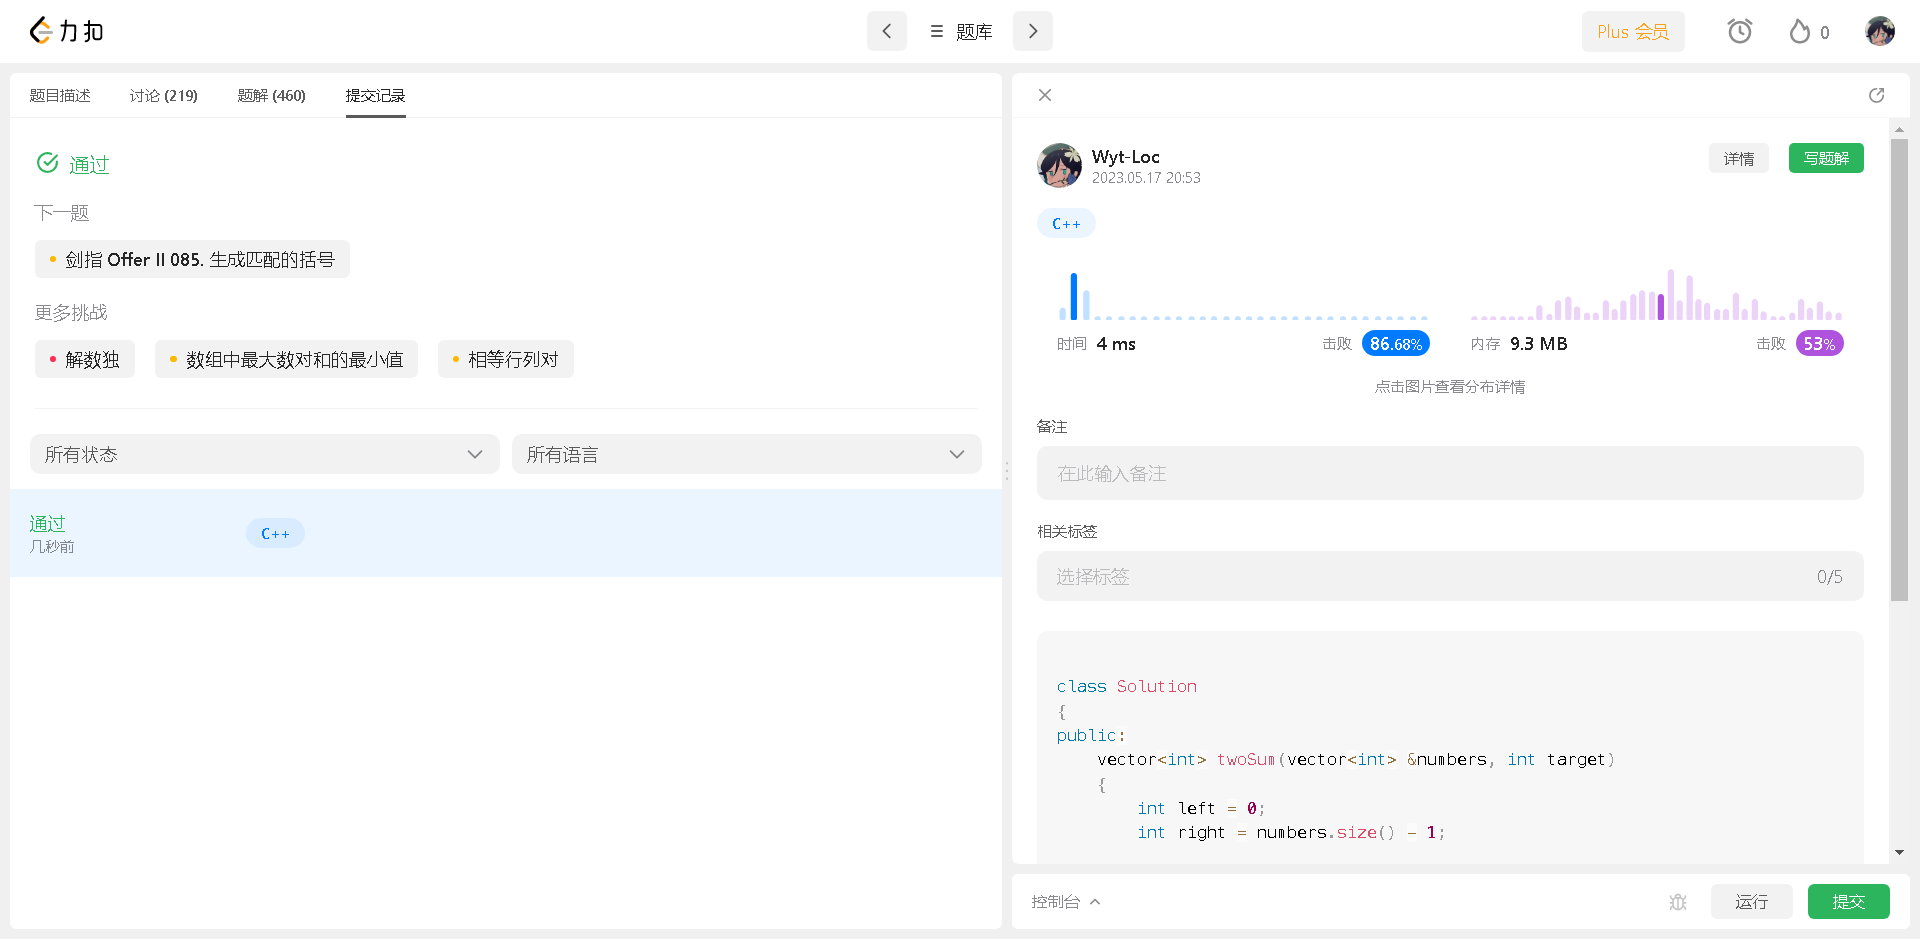 力扣
题库
Plus 会员
0
题目描述
讨论 (219)
题解 (460)
提交记录
通过
下一题
剑指 Offer II 085. 生成匹配的括号
更多挑战
解数独
数组中最大数对和的最小值
相等行列对
所有状态
所有语言
通过
几秒前
C++
Wyt-Loc
2023.05.17 20:53
详情
写题解
C++
时间 4 ms
击败 86.68%
内存 9.3 MB
击败 53%
点击图片查看分布详情
备注
在此输入备注
相关标签
选择标签
0/5
class Solution
{
public:
    vector<int> twoSum(vector<int> &numbers, int target)
    {
        int left = 0;
        int right = numbers.size() - 1;
控制台
运行
提交